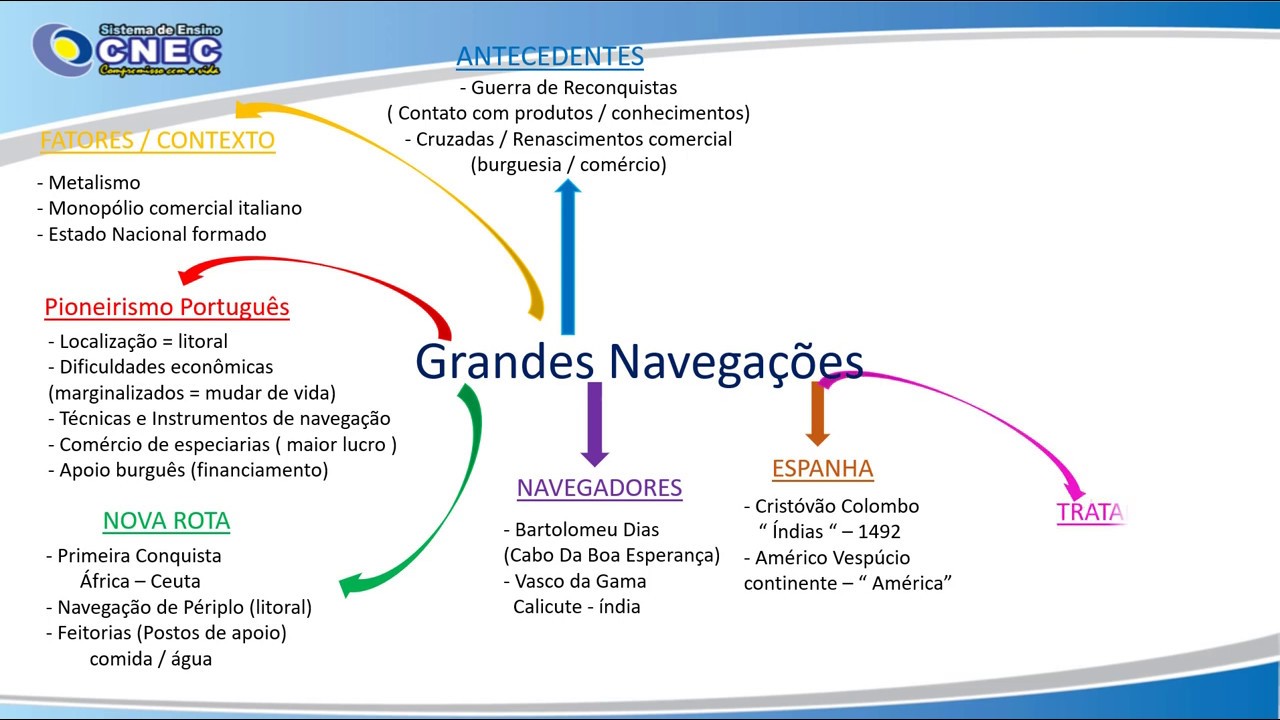 Sistema de Ensino
CNEC
Compromisso com a vida
ANTECEDENTES
- Guerra de Reconquistas
( Contato com produtos / conhecimentos)
- Cruzadas / Renascimentos comercial
(burguesia / comércio)
FATORES / CONTEXTO
- Metalismo
- Monopólio comercial italiano
- Estado Nacional formado
Pioneirismo Português
- Localização = litoral
- Dificuldades econômicas
(marginalizados = mudar de vida)
- Técnicas e Instrumentos de navegação
- Comércio de especiarias ( maior lucro )
- Apoio burguês (financiamento)
Grandes Navegações
NOVA ROTA
- Primeira Conquista
África – Ceuta
- Navegação de Périplo (litoral)
- Feitorias (Postos de apoio)
comida / água
NAVEGADORES
- Bartolomeu Dias
(Cabo Da Boa Esperança)
- Vasco da Gama
Calicute - índia
ESPANHA
- Cristóvão Colombo
“ Índias “ – 1492
- Américo Vespúcio
continente – “ América”
TRATA